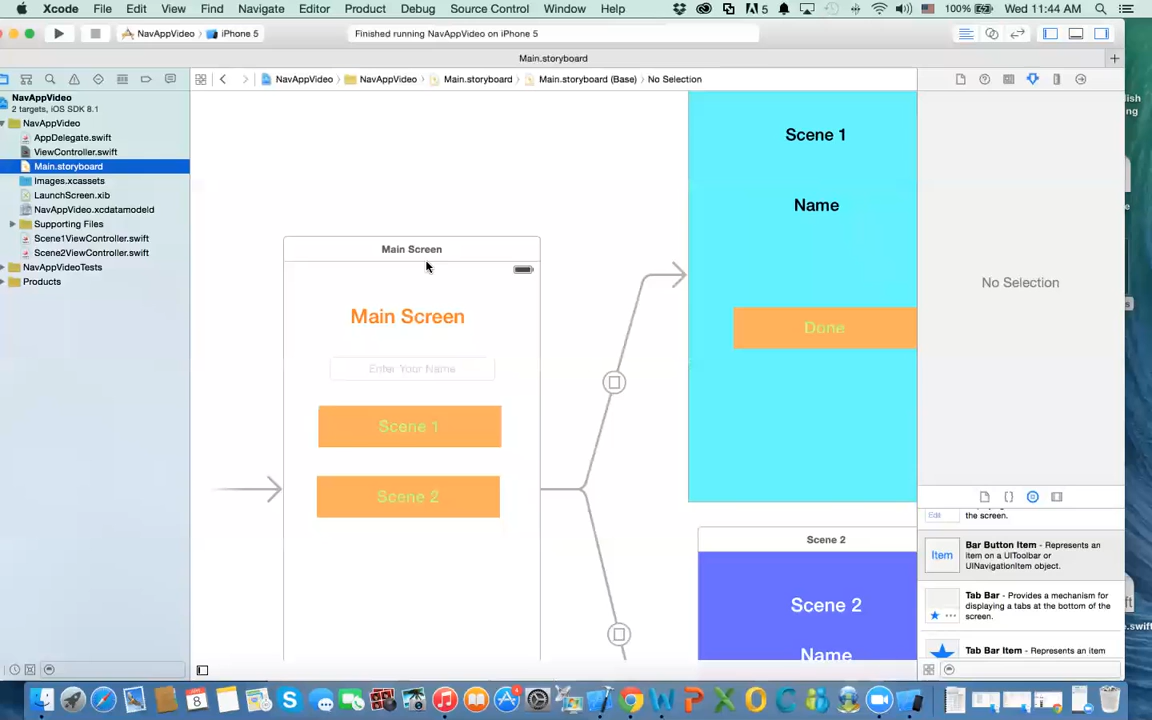 Xcode File Edit View Find Navigate Editor Product Debug Source Control Window Help 5 100% Wed 11:44 AM
NavAppVideo iPhone 5 Finished running NavAppVideo on iPhone 5
Main.storyboard
NavAppVideo NavAppVideo Main.storyboard Main.storyboard (Base) No Selection
NavAppVideo
2 targets, iOS SDK 8.1
NavAppVideo
AppDelegate.swift
ViewController.swift
Main.storyboard
Images.xcassets
LaunchScreen.xib
NavAppVideo.xcdatamodeld
Supporting Files
Scene1ViewController.swift
Scene2ViewController.swift
NavAppVideoTests
Products
Main Screen
Main Screen
Enter Your Name
Scene 1
Scene 2
Scene 1
Name
Done
Scene 2
Scene 2
Name
No Selection
Edit
the screen.
Item
Bar Button Item - Represents an
item on a UIToolbar or
UINavigationItem object.
Tab Bar - Provides a mechanism for
displaying a tabs at the bottom of the
screen.
Tab Bar Item - Represents an item